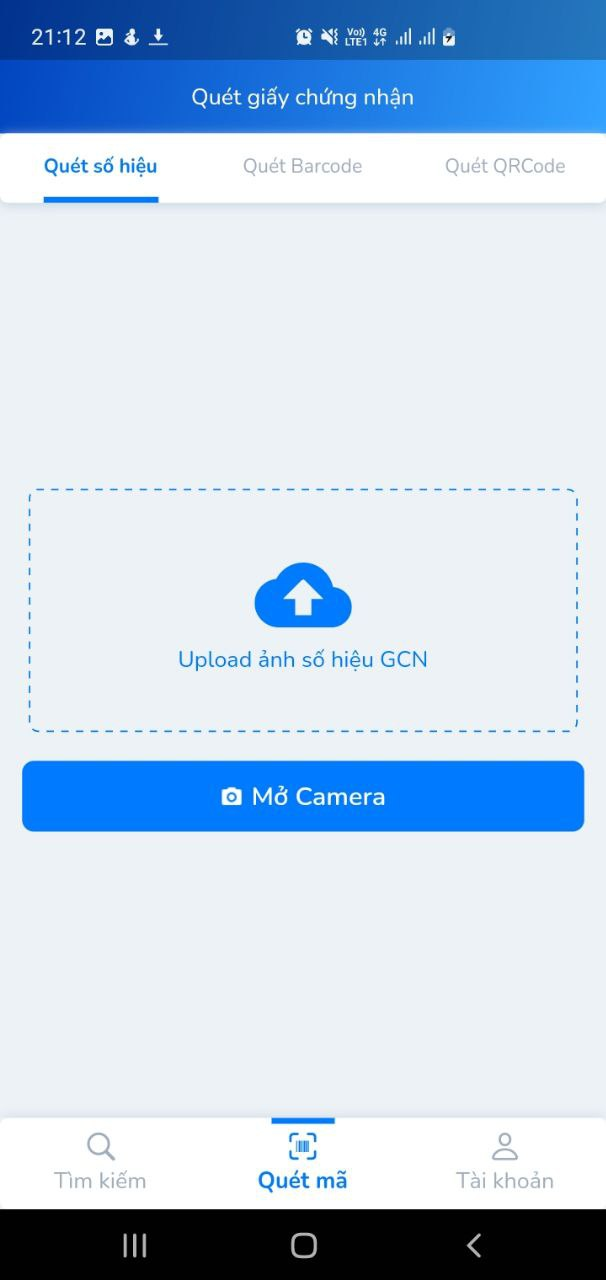 21:12
Vo)) LTE1 4G
Quét giấy chứng nhận
Quét số hiệu
Quét Barcode
Quét QRCode
Upload ảnh số hiệu GCN
Mở Camera
Tìm kiếm
Quét mã
Tài khoản